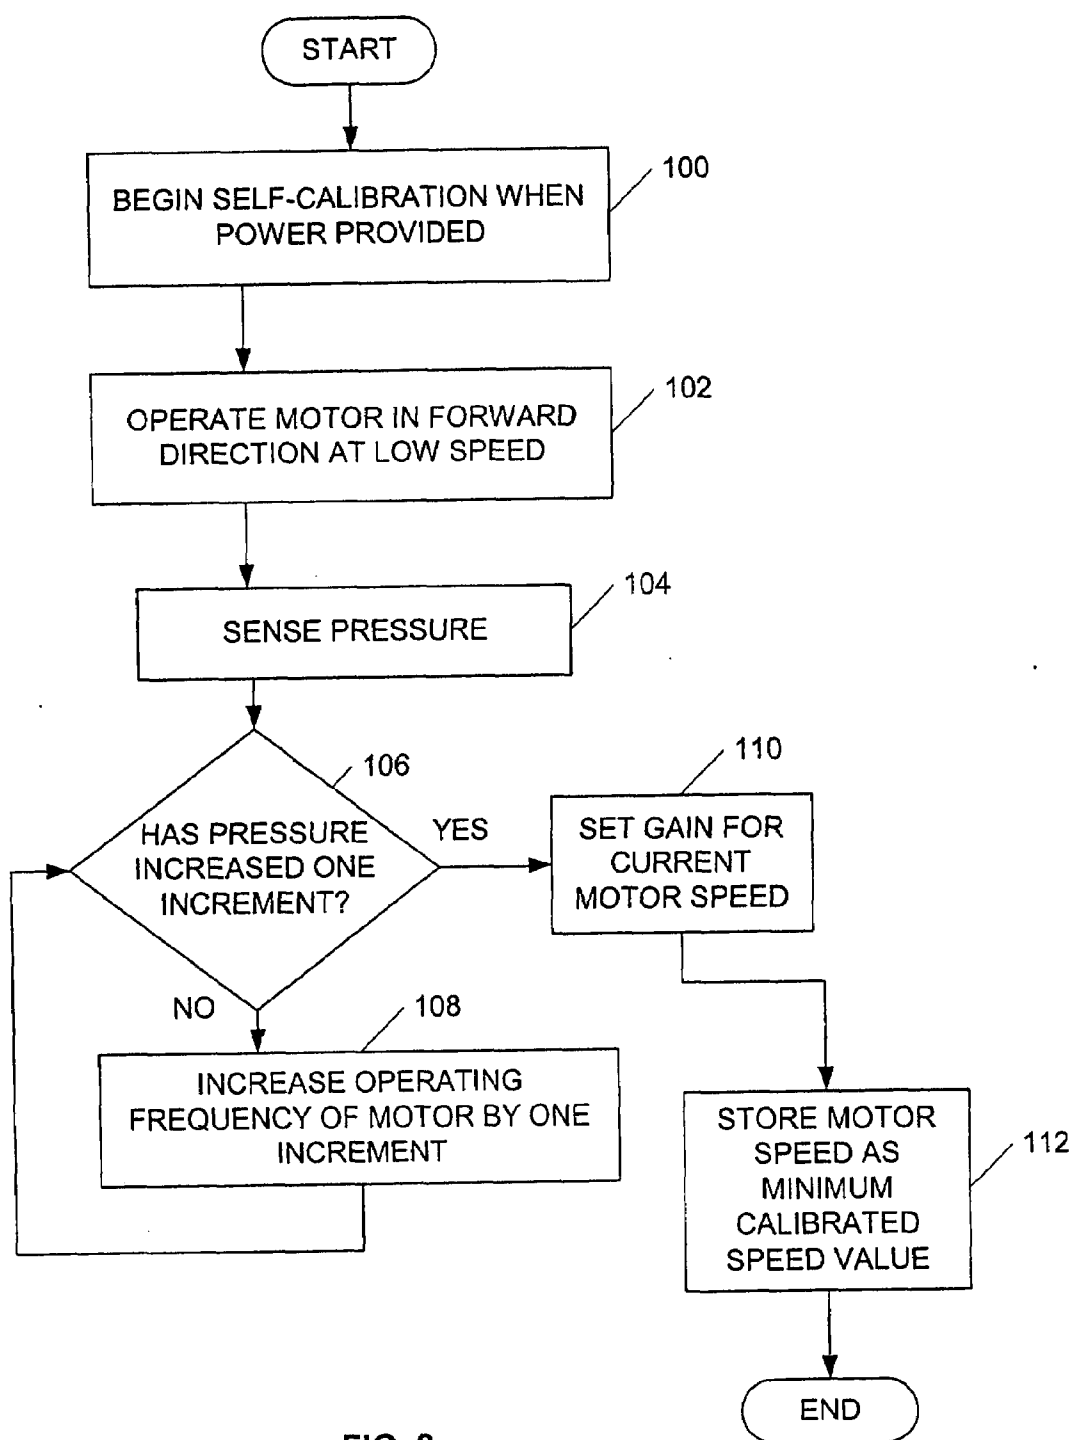 START
100
BEGIN SELF-CALIBRATION WHEN
POWER PROVIDED
102
OPERATE MOTOR IN FORWARD
DIRECTION AT LOW SPEED
104
SENSE PRESSURE
106
HAS PRESSURE
INCREASED ONE
INCREMENT?
YES
110
SET GAIN FOR
CURRENT
MOTOR SPEED
NO
108
INCREASE OPERATING
FREQUENCY OF MOTOR BY ONE
INCREMENT
112
STORE MOTOR
SPEED AS
MINIMUM
CALIBRATED
SPEED VALUE
END
FIG.